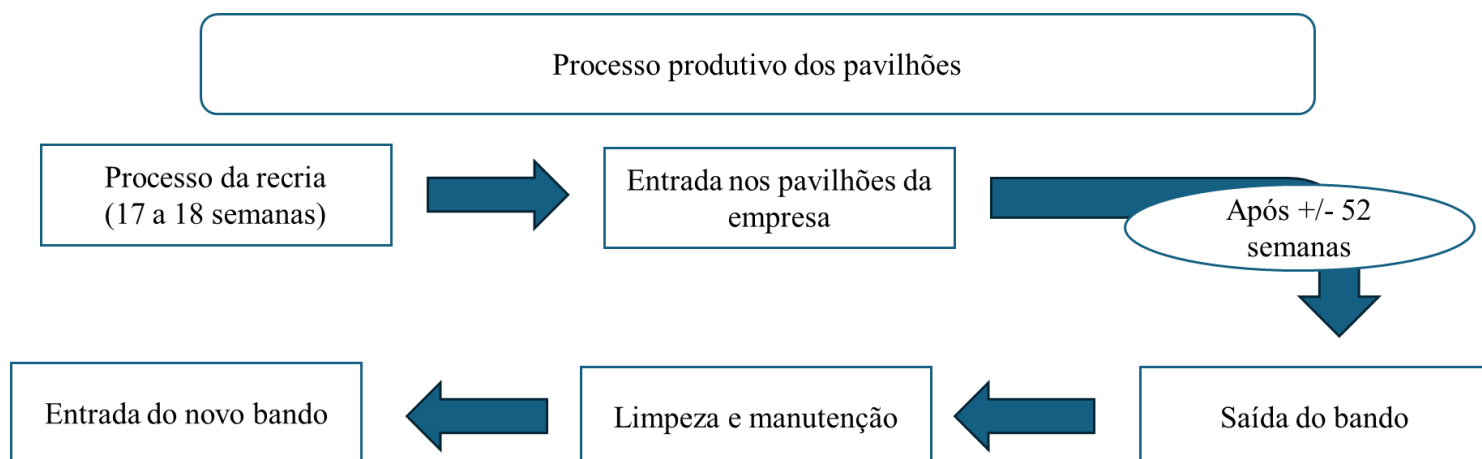 Processo produtivo dos pavilhões
Processo da recria
(17 a 18 semanas)
Entrada nos pavilhões da
empresa
Após +/- 52
semanas
Saída do bando
Limpeza e manutenção
Entrada do novo bando